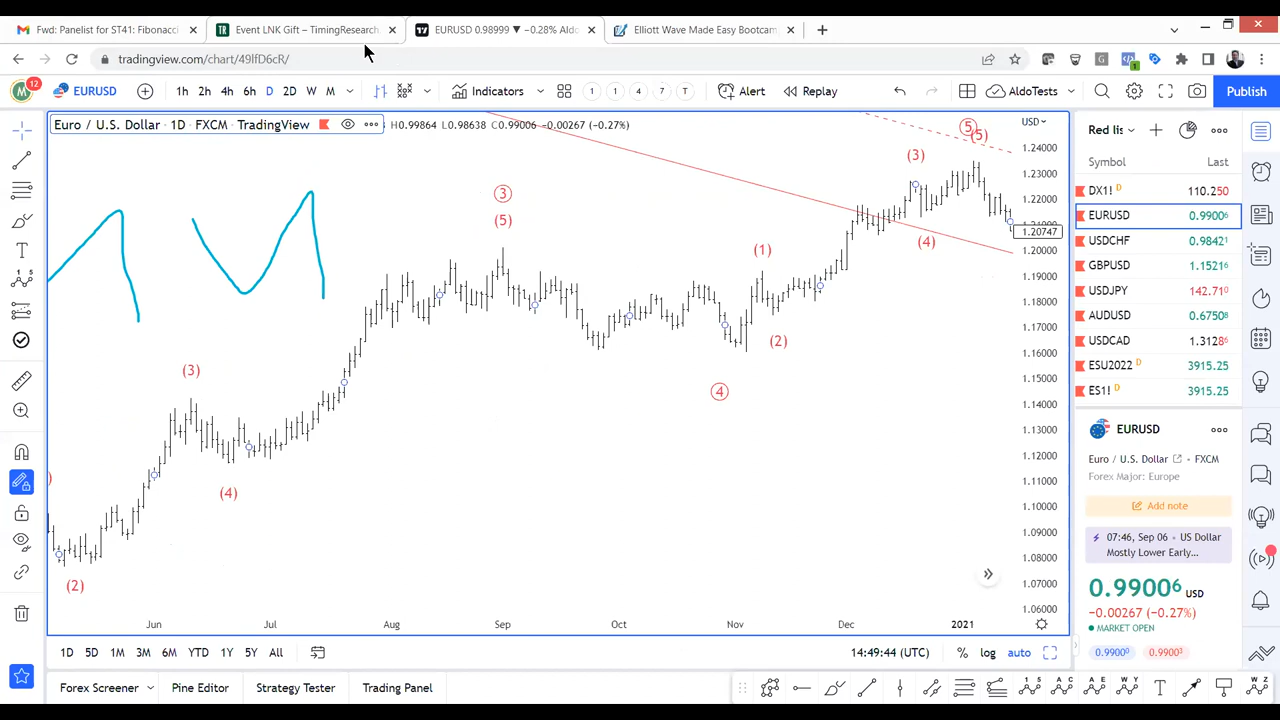 Fwd: Panelist for ST41: Fibonacci
Event LNK Gift – TimingResearch
EURUSD 0.98999 ▼ −0.28% Aldo
Elliott Wave Made Easy Bootcam
tradingview.com/chart/49lfD6cR/
M 12 EURUSD 1h 2h 4h 6h D 2D W M Indicators 1 1 4 7 T Alert Replay AldoTests Publish
Euro / U.S. Dollar · 1D · FXCM · TradingView
H0.99864 L0.98638 C0.99006 −0.00267 (−0.27%)
USD
1.24000
1.23000
1.22000
1.20747
1.20000
1.19000
1.18000
1.17000
1.16000
1.15000
1.14000
1.13000
1.12000
1.11000
1.10000
1.09000
1.08000
1.07000
1.06000
5
(5)
(3)
(4)
3
(5)
(1)
(2)
4
(3)
(4)
(2)
Jun Jul Aug Sep Oct Nov Dec 2021
1D 5D 1M 3M 6M YTD 1Y 5Y All
14:49:44 (UTC) % log auto
Forex Screener Pine Editor Strategy Tester Trading Panel
Red lis
Symbol Last
DX1! D 110.250
EURUSD 0.99006
USDCHF 0.98421
GBPUSD 1.15216
USDJPY 142.710
AUDUSD 0.67508
USDCAD 1.31286
ESU2022 D 3915.25
ES1! D 3915.25
EURUSD
Euro / U.S. Dollar • FXCM
Forex Major: Europe
Add note
07:46, Sep 06 • US Dollar
Mostly Lower Early...
0.99006 USD
−0.00267 (−0.27%)
MARKET OPEN
0.99000 0.99003